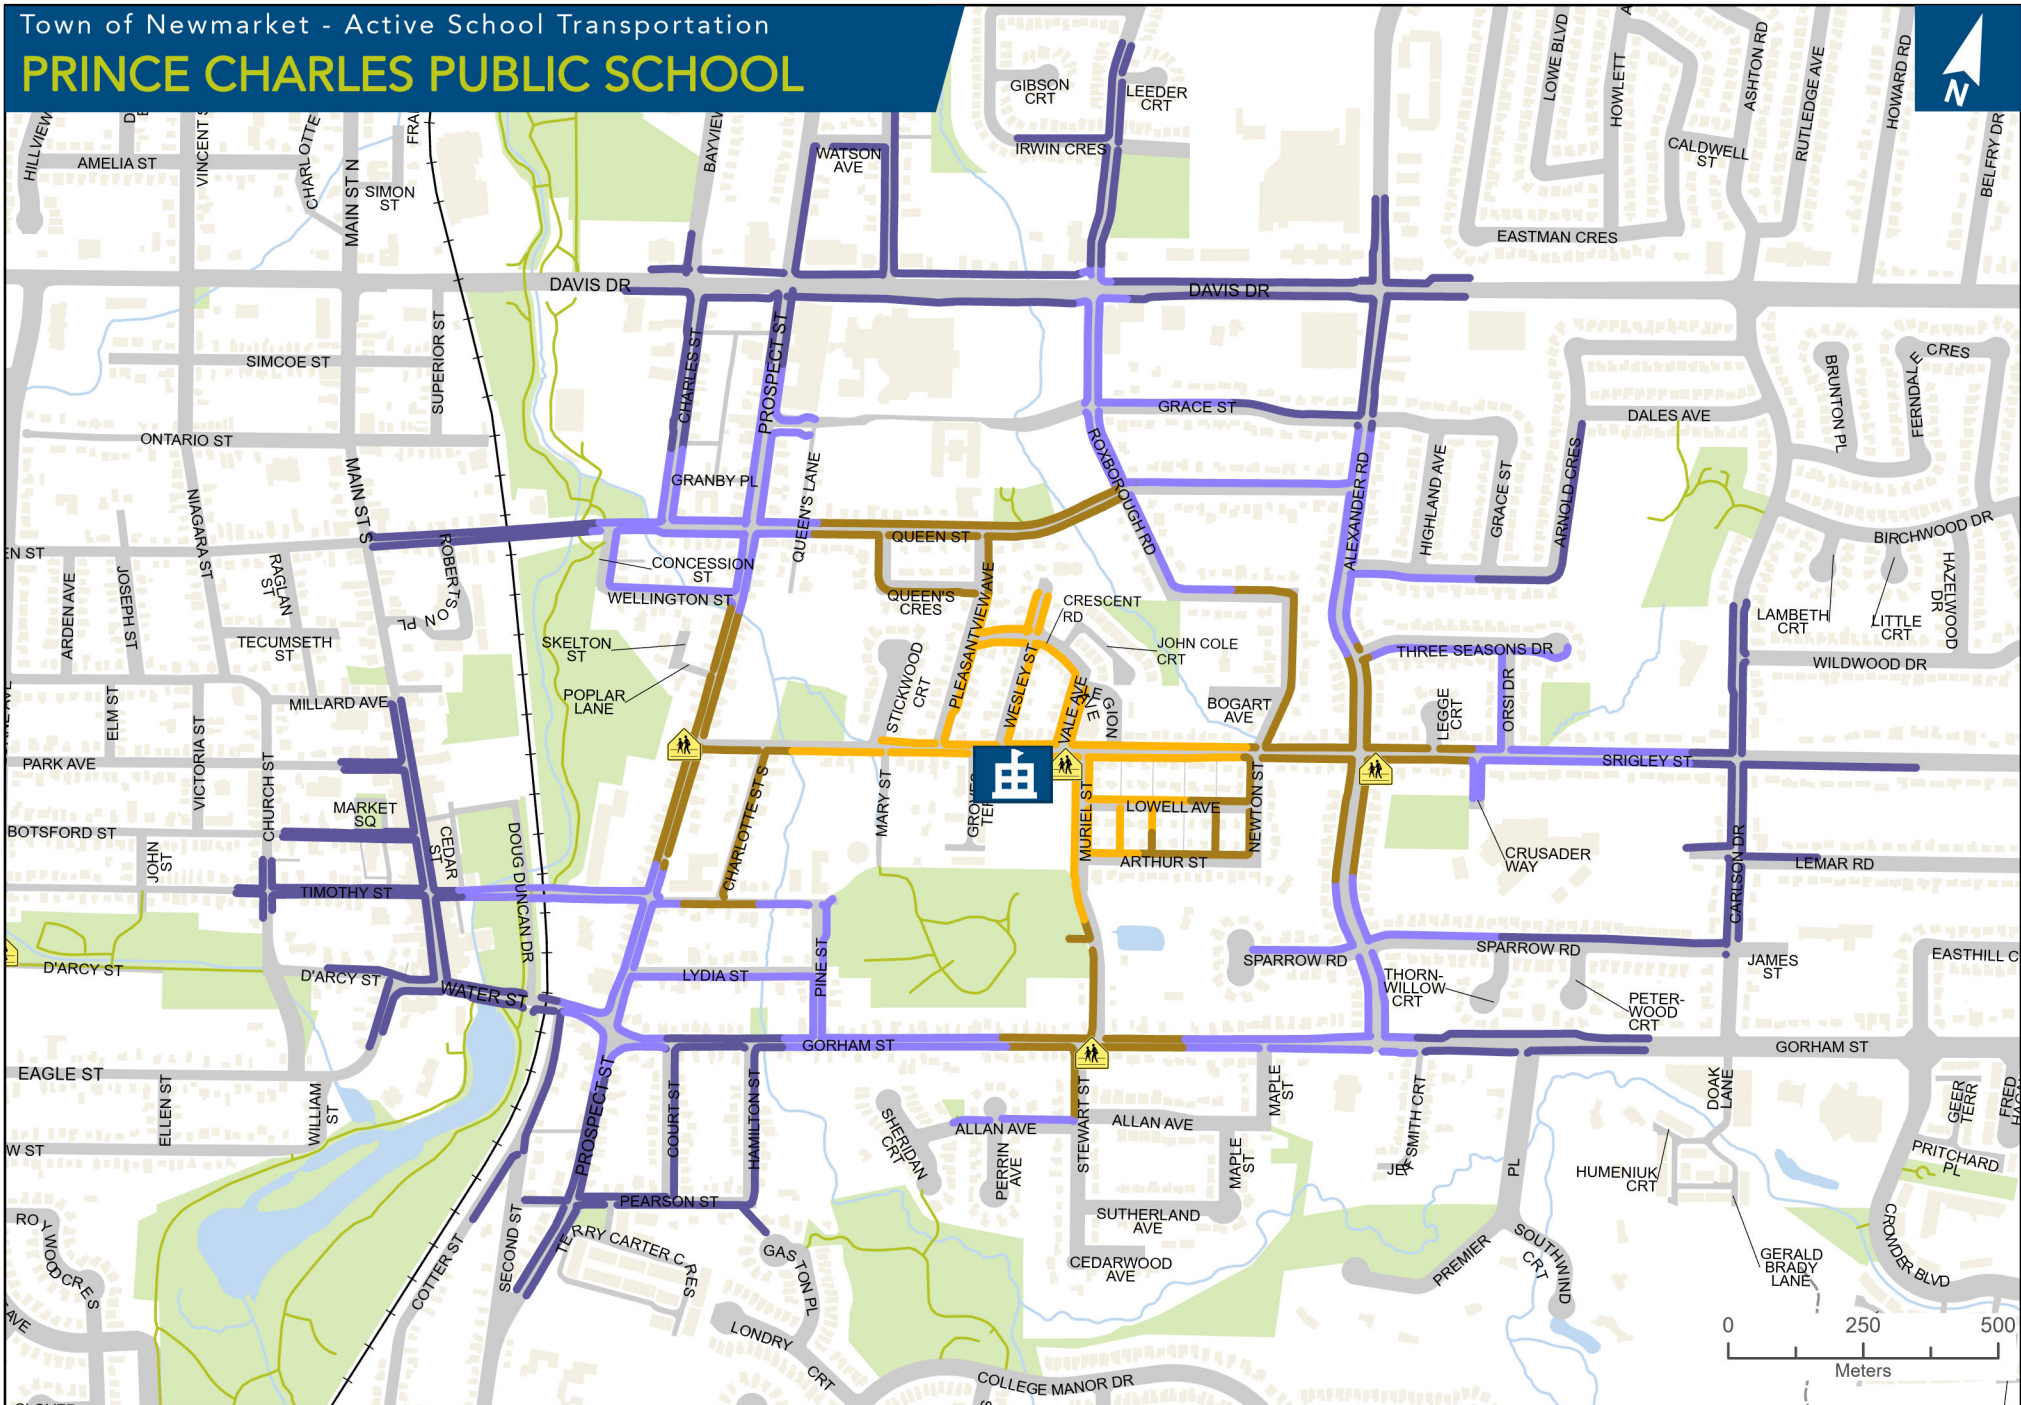 Town of Newmarket - Active School Transportation
PRINCE CHARLES PUBLIC SCHOOL
N
HILLVIEW
AMELIA ST
VINCENT S
CHARLOTTE
MAIN ST N
SIMON
ST
FRA
BAYVIEW
WATSON
AVE
GIBSON
CRT
LEEDER
CRT
IRWIN CRES
LOWE BLVD
HOWLETT
ASHTON RD
CALDWELL
ST
RUTLEDGE AVE
HOWARD RD
BELFRY DR
EASTMAN CRES
DAVIS DR
DAVIS DR
SIMCOE ST
SUPERIOR ST
ONTARIO ST
CHARLES ST
PROSPECT ST
GRACE ST
DALES AVE
BRUNTON PL
FERNDALE
CRES
MAIN ST S
NIAGARA ST
GRANBY PL
QUEEN'S LANE
ROXBOROUGH RD
ALEXANDER RD
HIGHLAND AVE
GRACE ST
ARNOLD CRES
BIRCHWOOD DR
EN ST
ARDEN AVE
JOSEPH ST
RAGLAN
ST
ROBERTSON PL
TECUMSETH
ST
QUEEN ST
CONCESSION
ST
WELLINGTON ST
QUEEN'S
CRES
PLEASANTVIEW AVE
CRESCENT
RD
JOHN COLE
CRT
SKELTON
ST
POPLAR
LANE
STICKWOOD
CRT
WESLEY ST
VALE AVE
GION
BOGART
AVE
THREE SEASONS DR
LEGGE
CRT
ORSI DR
LAMBETH
CRT
LITTLE
CRT
HAZELWOOD
DR
WILDWOOD DR
MILLARD AVE
ELM ST
VICTORIA ST
CHURCH ST
PARK AVE
MARKET
SQ
BOTSFORD ST
JOHN
ST
CEDAR
ST
DOUG DUNCAN DR
TIMOTHY ST
CHARLOTTE ST S
MARY ST
MURIEL ST
LOWELL AVE
NEWTON ST
ARTHUR ST
SRIGLEY ST
CRUSADER
WAY
CARLSON DR
LEMAR RD
D'ARCY ST
D'ARCY ST
WATER ST
LYDIA ST
PINE ST
SPARROW RD
SPARROW RD
THORN-
WILLOW
CRT
PETER-
WOOD
CRT
JAMES
ST
EASTHILL C
GORHAM ST
GORHAM ST
EAGLE ST
ELLEN ST
WILLIAM
ST
W ST
PROSPECT ST
COURT ST
HAMILTON ST
SHERIDAN
CRT
ALLAN AVE
ALLAN AVE
PERRIN
AVE
STEWART ST
MAPLE
ST
MAPLE
ST
SMITH CRT
PL
DOAK
LANE
GEER
TERR
FRED
PRITCHARD
PL
HUMENIUK
CRT
PEARSON ST
TERRY CARTER CRES
SECOND ST
COTTER ST
GASTON PL
SUTHERLAND
AVE
CEDARWOOD
AVE
PREMIER
SOUTHWIND
CRT
GERALD
BRADY
LANE
CROWDER BLVD
ROYWOOD CRES
AVE
LONDRY
CRT
COLLEGE MANOR DR
0 250 500
Meters